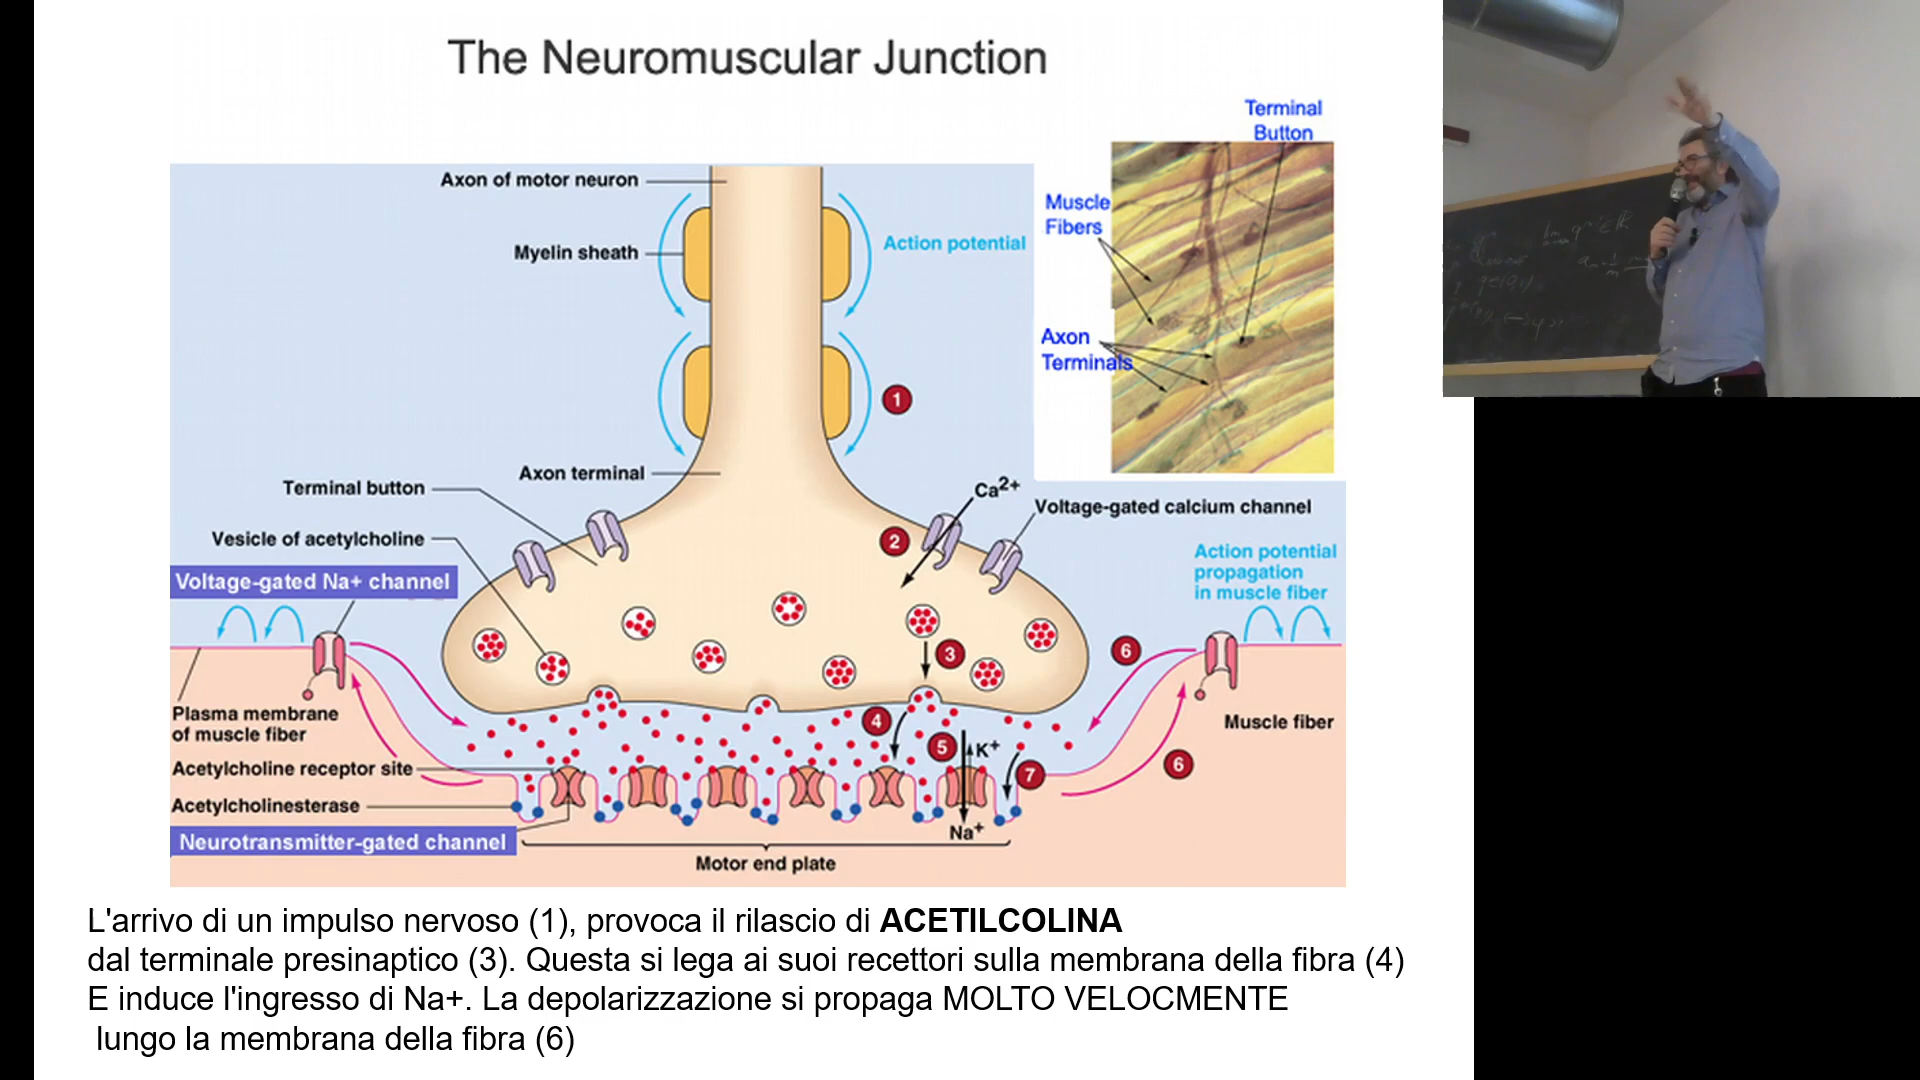 The Neuromuscular Junction
Terminal
Button
Muscle
Fibers
Axon
Terminals
Axon of motor neuron
Myelin sheath
Action potential
1
Axon terminal
Terminal button
Ca2+
Voltage-gated calcium channel
2
Vesicle of acetylcholine
Voltage-gated Na+ channel
Action potential
propagation
in muscle fiber
3
6
Plasma membrane
of muscle fiber
4
Muscle fiber
5
K+
Acetylcholine receptor site
7
6
Acetylcholinesterase
Na+
Neurotransmitter-gated channel
Motor end plate
L'arrivo di un impulso nervoso (1), provoca il rilascio di ACETILCOLINA
dal terminale presinaptico (3). Questa si lega ai suoi recettori sulla membrana della fibra (4)
E induce l'ingresso di Na+. La depolarizzazione si propaga MOLTO VELOCMENTE
lungo la membrana della fibra (6)